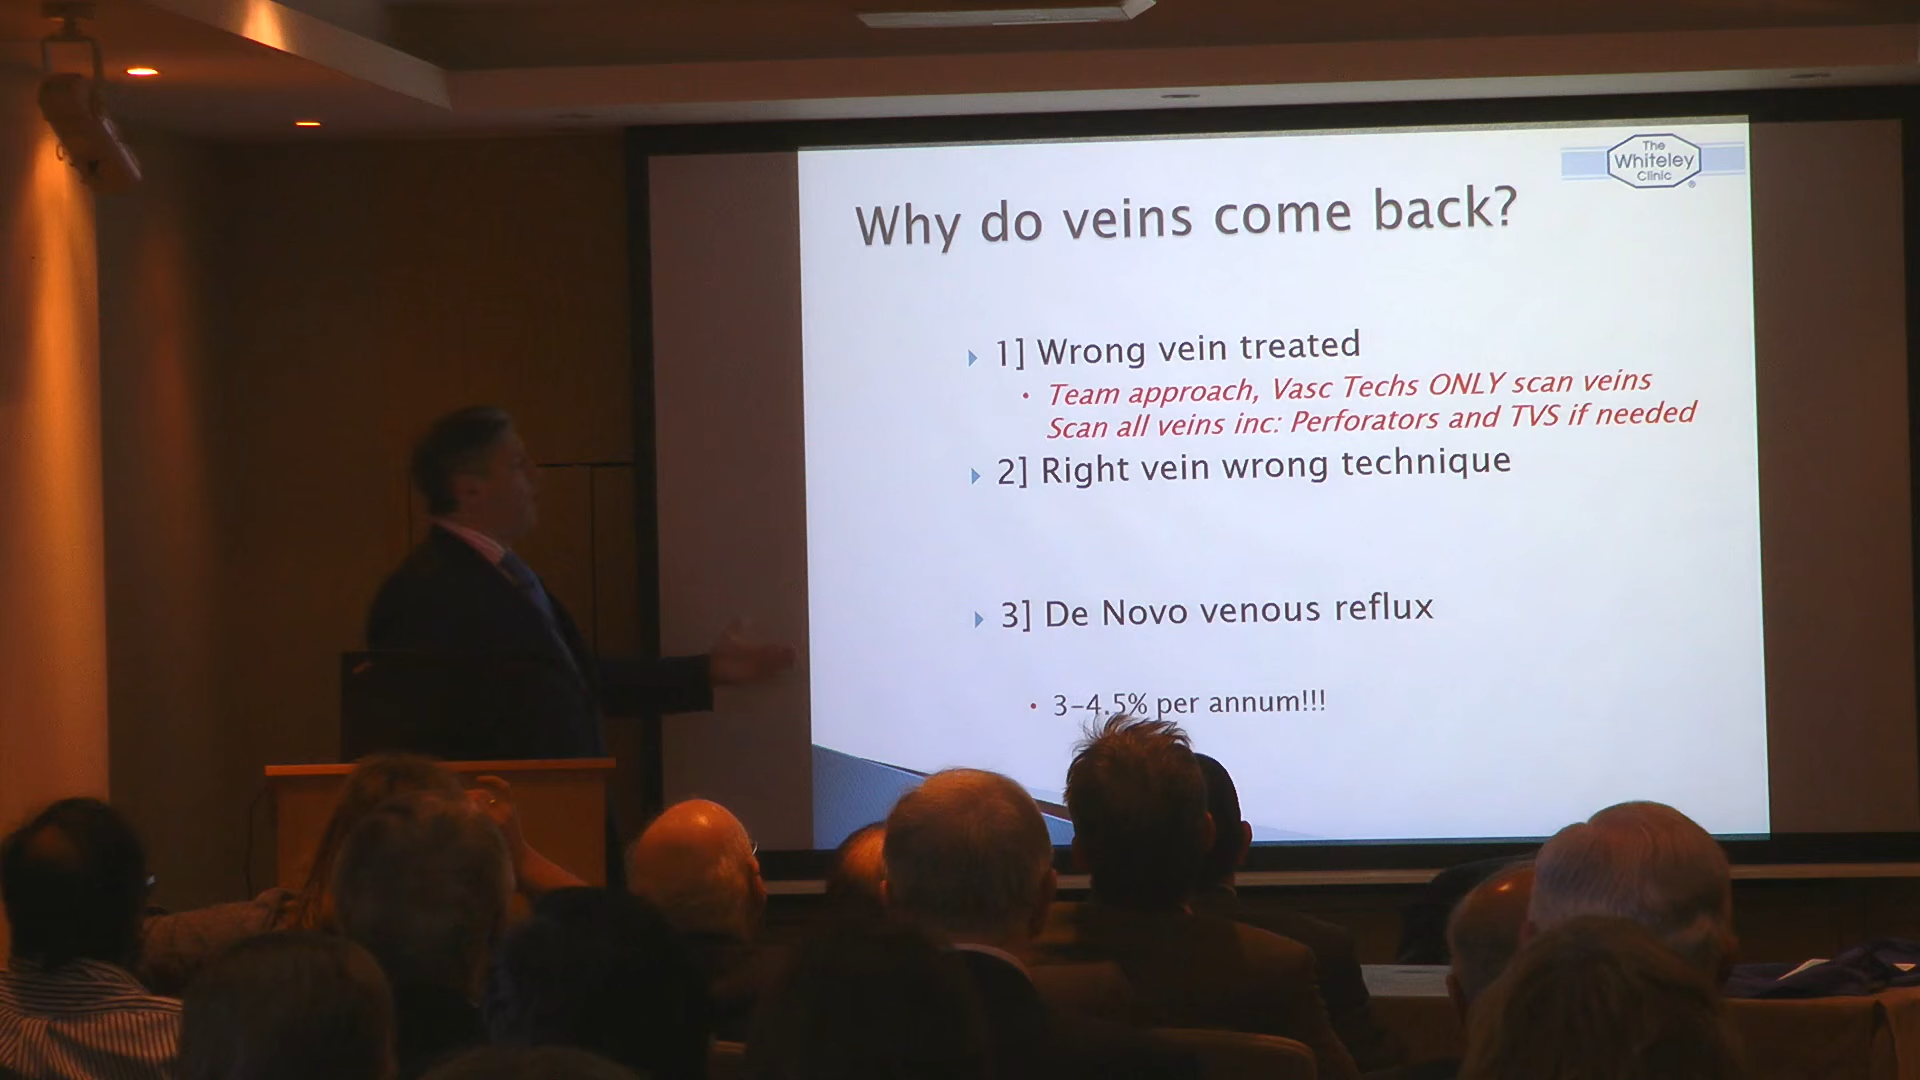 The
Whiteley
Clinic
®
Why do veins come back?
1] Wrong vein treated
• Team approach, Vasc Techs ONLY scan veins
Scan all veins inc: Perforators and TVS if needed
2] Right vein wrong technique
3] De Novo venous reflux
• 3-4.5% per annum!!!